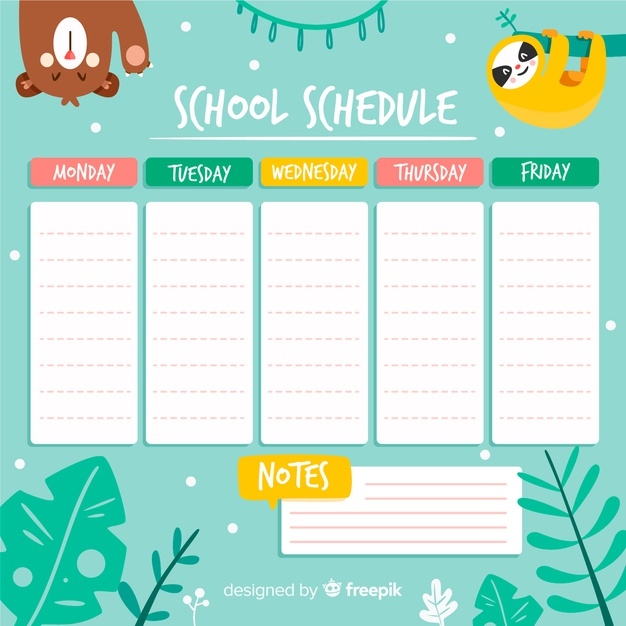 SCHOOL SCHEDULE
MONDAY TUESDAY WEDNESDAY THURSDAY FRIDAY
NOTES
designed by freepik